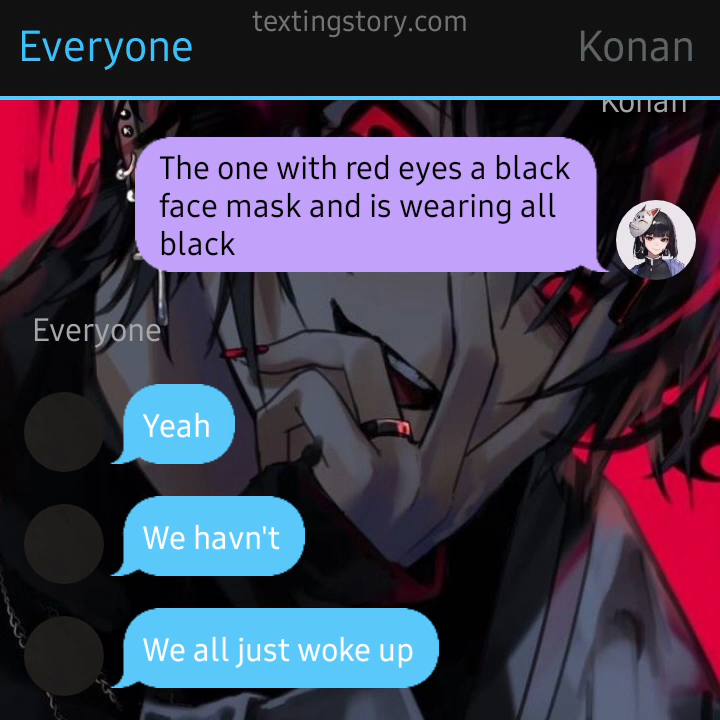 textingstory.com
Everyone
Konan
Konan
The one with red eyes a black
face mask and is wearing all
black
Everyone
Yeah
We havn't
We all just woke up